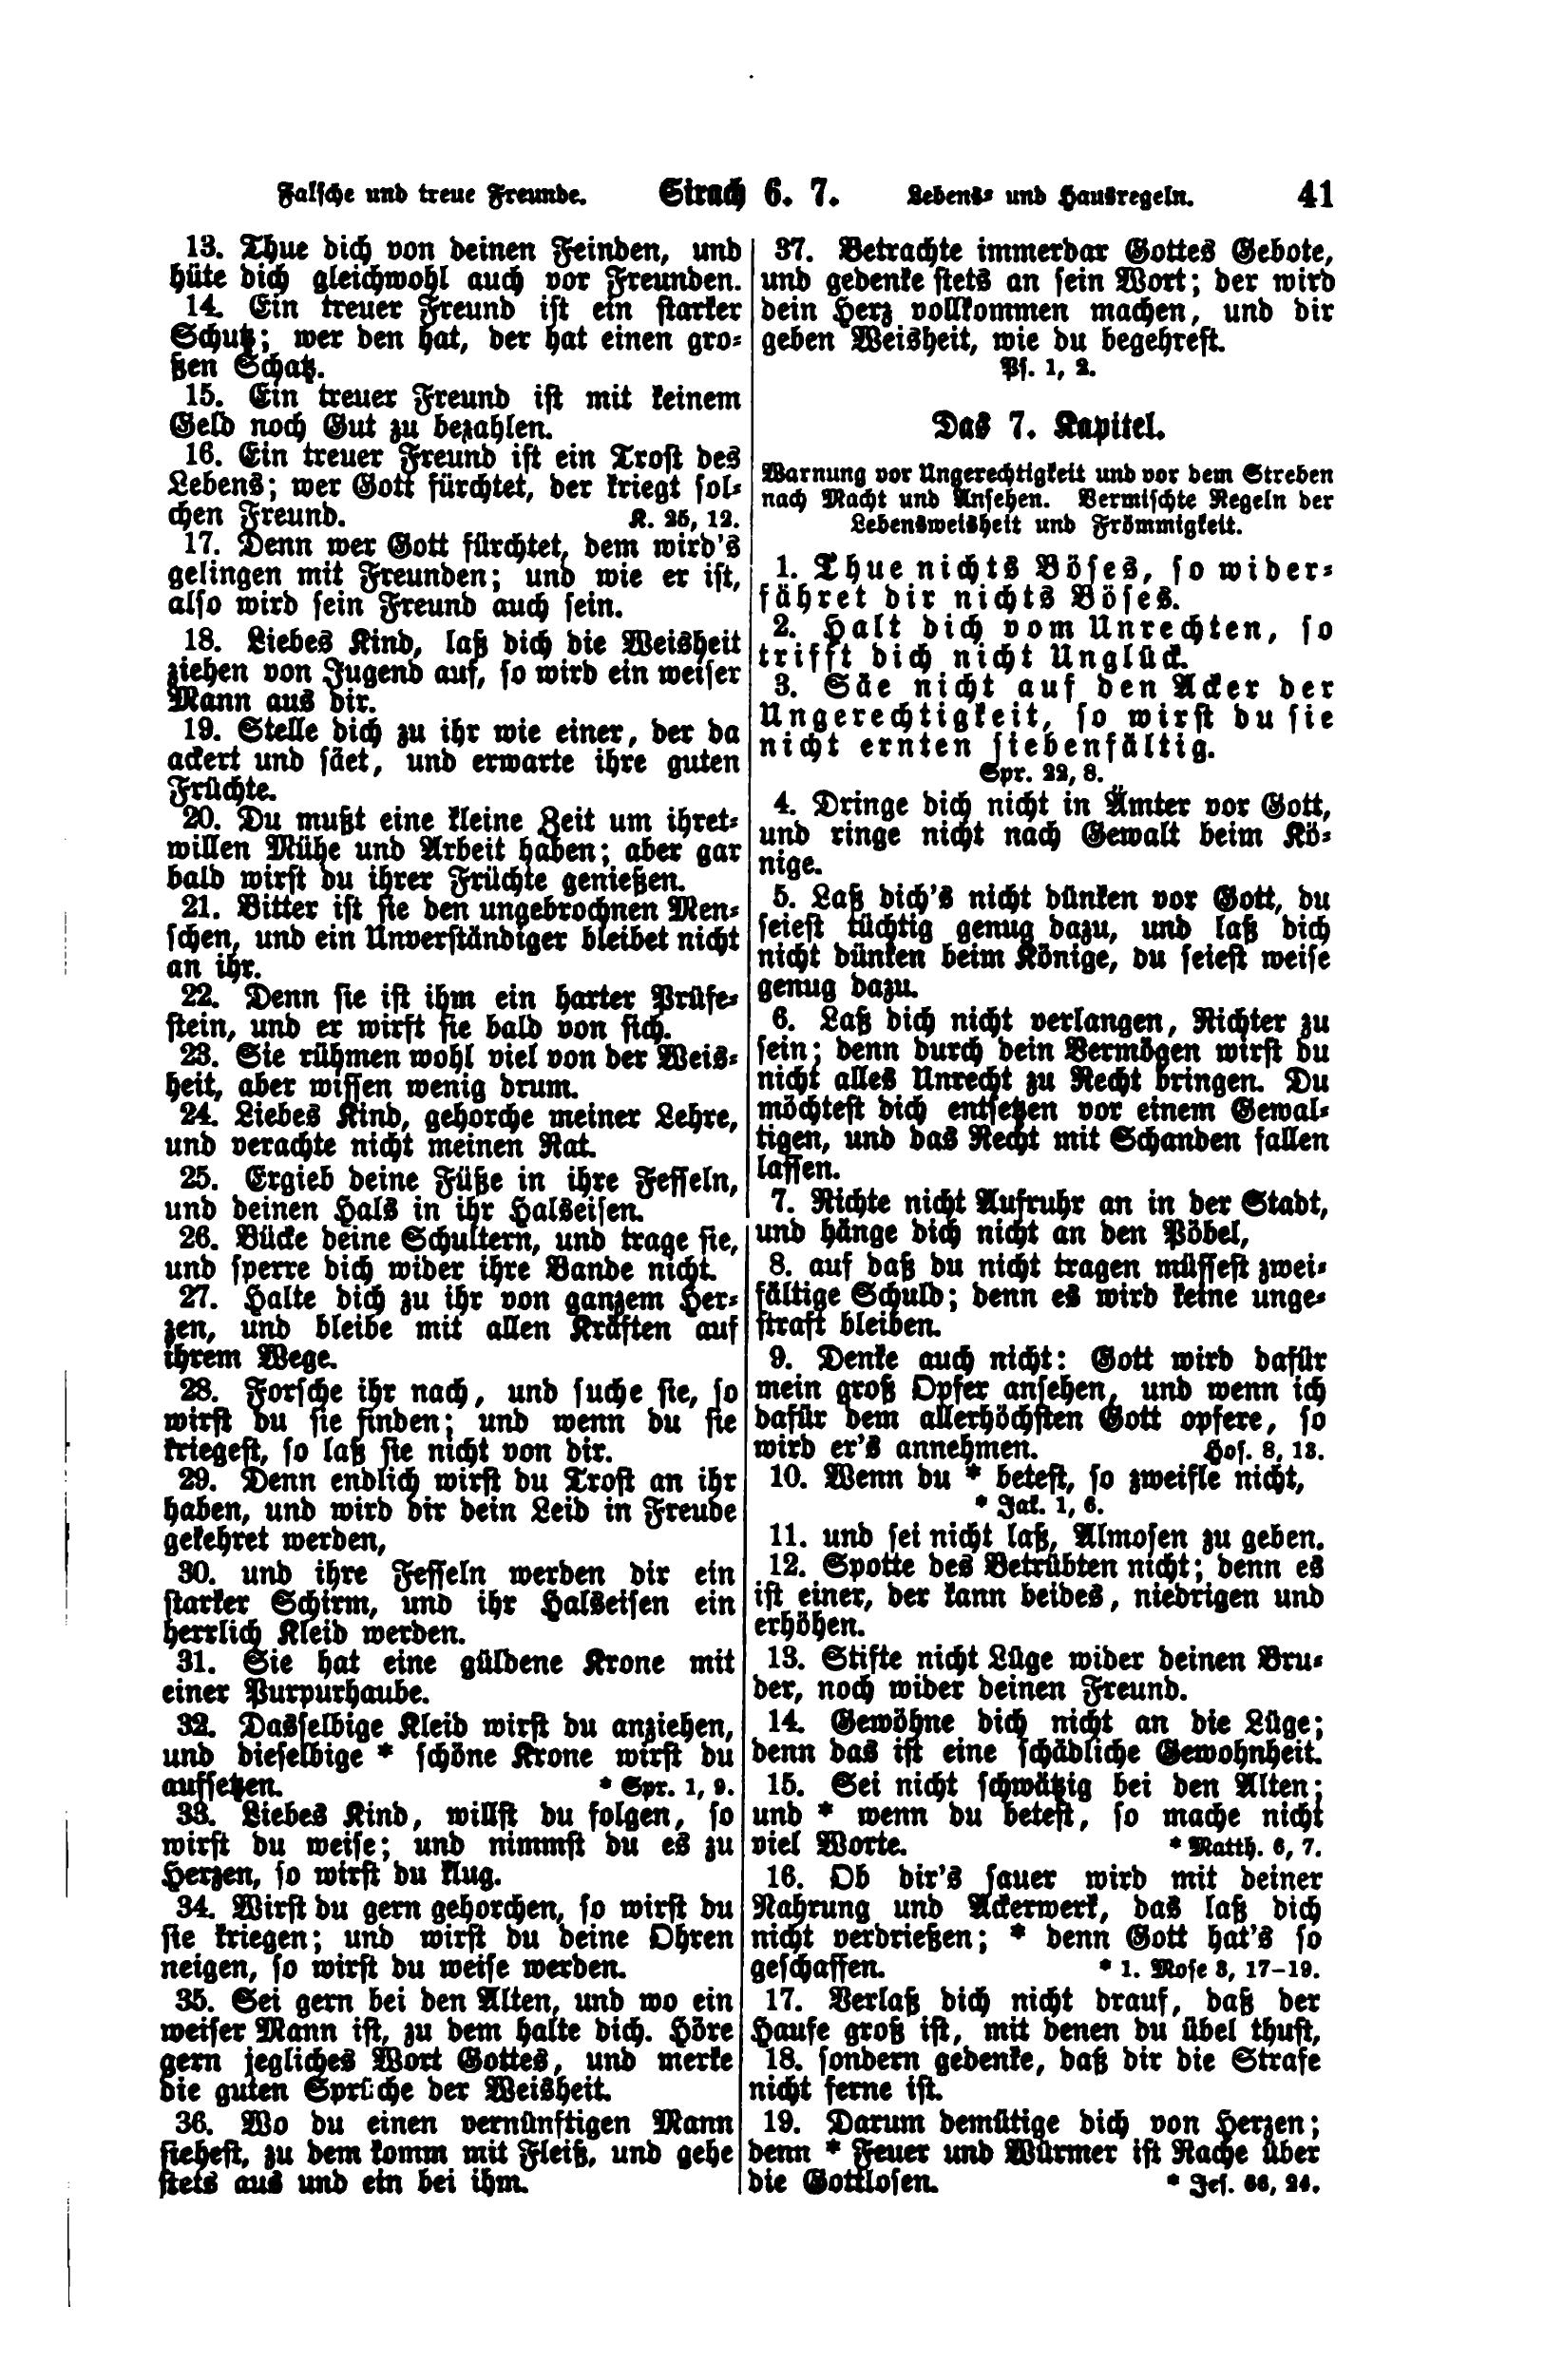 Falsche und treue Freunde. Sirach 6. 7. Lebens- und Hausregeln. 41
13. Thue dich von deinen Feinden, und
hüte dich gleichwohl auch vor Freunden.
14. Ein treuer Freund ist ein starker
Schutz; wer den hat, der hat einen gro-
ßen Schatz.
15. Ein treuer Freund ist mit keinem
Geld noch Gut zu bezahlen.
16. Ein treuer Freund ist ein Trost des
Lebens; wer Gott fürchtet, der kriegt sol-
chen Freund. K. 25, 12.
17. Denn wer Gott fürchtet, dem wird's
gelingen mit Freunden; und wie er ist,
also wird sein Freund auch sein.
18. Liebes Kind, laß dich die Weisheit
ziehen von Jugend auf, so wird ein weiser
Mann aus dir.
19. Stelle dich zu ihr wie einer, der da
ackert und säet, und erwarte ihre guten
Früchte.
20. Du mußt eine kleine Zeit um ihret-
willen Mühe und Arbeit haben; aber gar
bald wirst du ihrer Früchte genießen.
21. Bitter ist sie den ungebrochnen Men-
schen, und ein Unverständiger bleibet nicht
an ihr.
22. Denn sie ist ihm ein harter Prüfe-
stein, und er wirft sie bald von sich.
23. Sie rühmen wohl viel von der Weis-
heit, aber wissen wenig drum.
24. Liebes Kind, gehorche meiner Lehre,
und verachte nicht meinen Rat.
25. Ergieb deine Füße in ihre Fesseln,
und deinen Hals in ihr Halseisen.
26. Bücke deine Schultern, und trage sie,
und sperre dich wider ihre Bande nicht.
27. Halte dich zu ihr von ganzem Her-
zen, und bleibe mit allen Kräften auf
ihrem Wege.
28. Forsche ihr nach, und suche sie, so
wirst du sie finden; und wenn du sie
kriegest, so laß sie nicht von dir.
29. Denn endlich wirst du Trost an ihr
haben, und wird dir dein Leid in Freude
gekehret werden,
30. und ihre Fesseln werden dir ein
starker Schirm, und ihr Halseisen ein
herrlich Kleid werden.
31. Sie hat eine güldene Krone mit
einer Purpurhaube.
32. Dasselbige Kleid wirst du anziehen,
und dieselbige * schöne Krone wirst du
aufsetzen. * Spr. 1, 9.
33. Liebes Kind, willst du folgen, so
wirst du weise; und nimmst du es zu
Herzen, so wirst du klug.
34. Wirst du gern gehorchen, so wirst du
sie kriegen; und wirst du deine Ohren
neigen, so wirst du weise werden.
35. Sei gern bei den Alten, und wo ein
weiser Mann ist, zu dem halte dich. Höre
gern jegliches Wort Gottes, und merke
die guten Sprüche der Weisheit.
36. Wo du einen vernünftigen Mann
siehest, zu dem komm mit Fleiß, und gehe
stets aus und ein bei ihm.
37. Betrachte immerdar Gottes Gebote,
und gedenke stets an sein Wort; der wird
dein Herz vollkommen machen, und dir
geben Weisheit, wie du begehrest.
Ps. 1, 2.
Das 7. Kapitel.
Warnung vor Ungerechtigkeit und vor dem Streben
nach Macht und Ansehen. Vermischte Regeln der
Lebensweisheit und Frömmigkeit.
1. Thue nichts Böses, so wider-
fähret dir nichts Böses.
2. Halt dich vom Unrechten, so
trifft dich nicht Unglück.
3. Säe nicht auf den Acker der
Ungerechtigkeit, so wirst du sie
nicht ernten siebenfältig.
Spr. 22, 8.
4. Dringe dich nicht in Ämter vor Gott,
und ringe nicht nach Gewalt beim Kö-
nige.
5. Laß dich's nicht dünken vor Gott, du
seiest tüchtig genug dazu, und laß dich
nicht dünken beim Könige, du seiest weise
genug dazu.
6. Laß dich nicht verlangen, Richter zu
sein; denn durch dein Vermögen wirst du
nicht alles Unrecht zu Recht bringen. Du
möchtest dich entsetzen vor einem Gewal-
tigen, und das Recht mit Schanden fallen
lassen.
7. Richte nicht Aufruhr an in der Stadt,
und hänge dich nicht an den Pöbel,
8. auf daß du nicht tragen müssest zwei-
fältige Schuld; denn es wird keine unge-
straft bleiben.
9. Denke auch nicht: Gott wird dafür
mein groß Opfer ansehen, und wenn ich
dafür dem allerhöchsten Gott opfere, so
wird er's annehmen. Hos. 8, 13.
10. Wenn du * betest, so zweifle nicht,
* Jak. 1, 6.
11. und sei nicht laß, Almosen zu geben.
12. Spotte des Betrübten nicht; denn es
ist einer, der kann beides, niedrigen und
erhöhen.
13. Stifte nicht Lüge wider deinen Bru-
der, noch wider deinen Freund.
14. Gewöhne dich nicht an die Lüge;
denn das ist eine schädliche Gewohnheit.
15. Sei nicht schwätzig bei den Alten;
und * wenn du betest, so mache nicht
viel Worte. * Matth. 6, 7.
16. Ob dir's sauer wird mit deiner
Nahrung und Ackerwerk, das laß dich
nicht verdrießen; * denn Gott hat's so
geschaffen. * 1. Mose 3, 17-19.
17. Verlaß dich nicht drauf, daß der
Haufe groß ist, mit denen du übel thust,
18. sondern gedenke, daß dir die Strafe
nicht ferne ist.
19. Darum demütige dich von Herzen;
denn * Feuer und Würmer ist Rache über
die Gottlosen. * Jes. 66, 24.